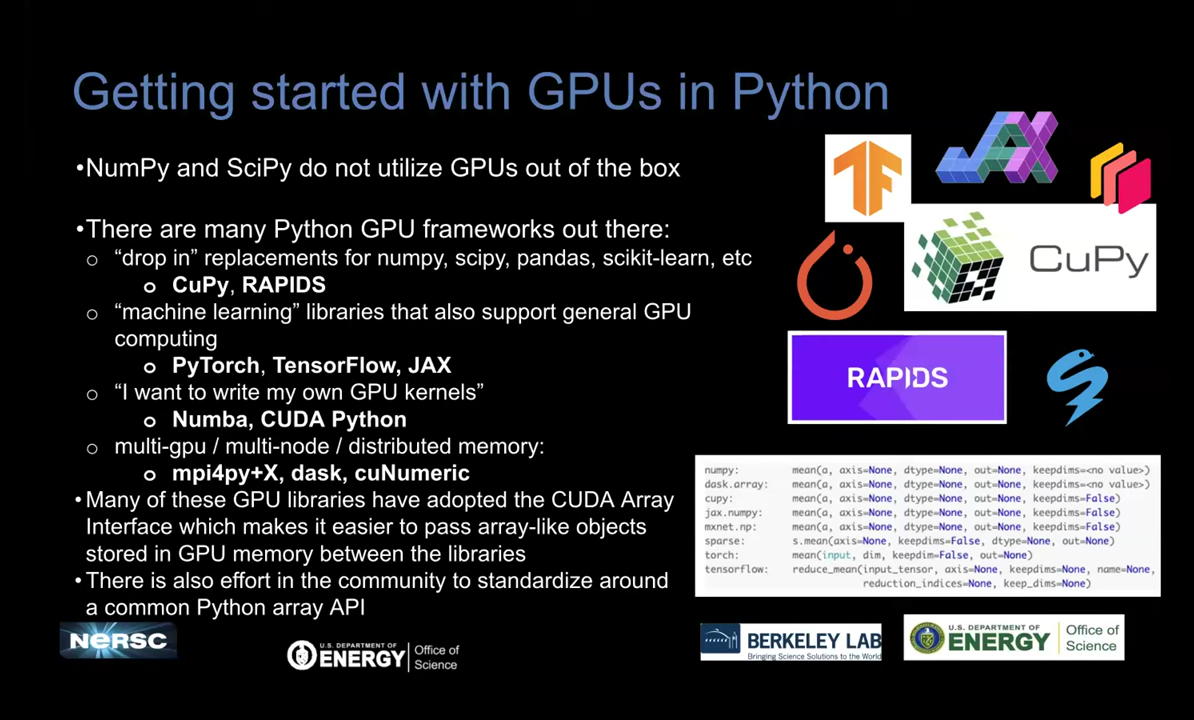 Getting started with GPUs in Python
•NumPy and SciPy do not utilize GPUs out of the box
•There are many Python GPU frameworks out there:
o “drop in” replacements for numpy, scipy, pandas, scikit-learn, etc
o CuPy, RAPIDS
o “machine learning” libraries that also support general GPU
computing
o PyTorch, TensorFlow, JAX
o “I want to write my own GPU kernels”
o Numba, CUDA Python
o multi-gpu / multi-node / distributed memory:
o mpi4py+X, dask, cuNumeric
•Many of these GPU libraries have adopted the CUDA Array
Interface which makes it easier to pass array-like objects
stored in GPU memory between the libraries
•There is also effort in the community to standardize around
a common Python array API
TF
JAX
CuPy
RAPIDS
numpy: mean(a, axis=None, dtype=None, out=None, keepdims=<no value>)
dask.array: mean(a, axis=None, dtype=None, out=None, keepdims=<no value>)
cupy: mean(a, axis=None, dtype=None, out=None, keepdims=False)
jax.numpy: mean(a, axis=None, dtype=None, out=None, keepdims=False)
mxnet.np: mean(a, axis=None, dtype=None, out=None, keepdims=False)
sparse: s.mean(axis=None, keepdims=False, dtype=None, out=None)
torch: mean(input, dim, keepdim=False, out=None)
tensorflow: reduce_mean(input_tensor, axis=None, keepdims=None, name=None,
reduction_indices=None, keep_dims=None)
NERSC
U.S. DEPARTMENT OF
ENERGY
Office of
Science
BERKELEY LAB
Bringing Science Solutions to the World
U.S. DEPARTMENT OF
ENERGY
Office of
Science